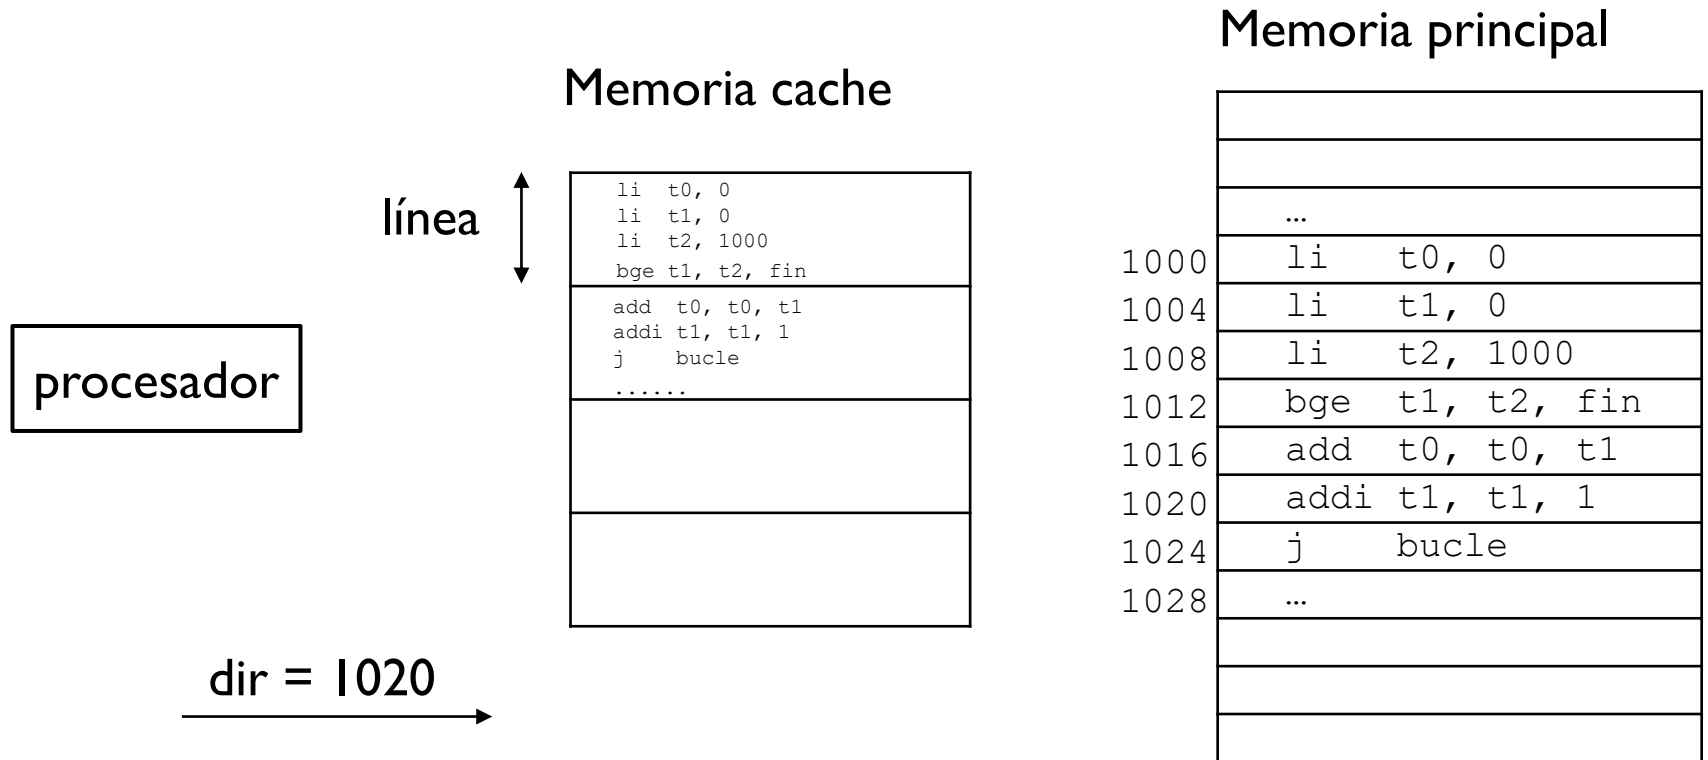 Memoria principal
Memoria cache
línea
li t0, 0
li t1, 0
li t2, 1000
bge t1, t2, fin
add t0, t0, t1
addi t1, t1, 1
j bucle
......
procesador
dir = 1020
…
1000 li t0, 0
1004 li t1, 0
1008 li t2, 1000
1012 bge t1, t2, fin
1016 add t0, t0, t1
1020 addi t1, t1, 1
1024 j bucle
1028 …